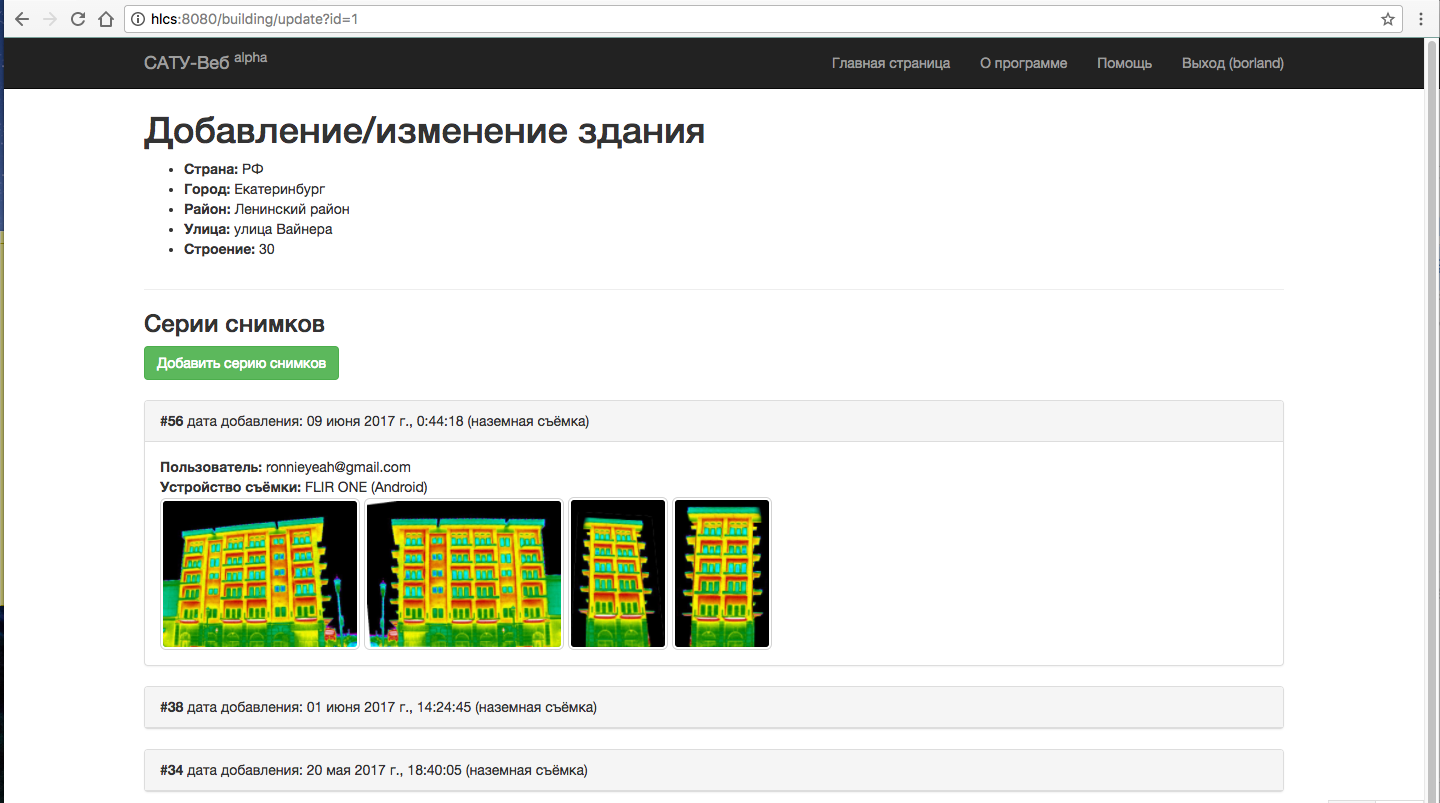 hlcs:8080/building/update?id=1
САТУ-Веб alpha
Главная страница
О программе
Помощь
Выход (borland)
Добавление/изменение здания
Страна: РФ
Город: Екатеринбург
Район: Ленинский район
Улица: улица Вайнера
Строение: 30
Серии снимков
Добавить серию снимков
#56 дата добавления: 09 июня 2017 г., 0:44:18 (наземная съёмка)
Пользователь: ronnieyeah@gmail.com
Устройство съёмки: FLIR ONE (Android)
#38 дата добавления: 01 июня 2017 г., 14:24:45 (наземная съёмка)
#34 дата добавления: 20 мая 2017 г., 18:40:05 (наземная съёмка)